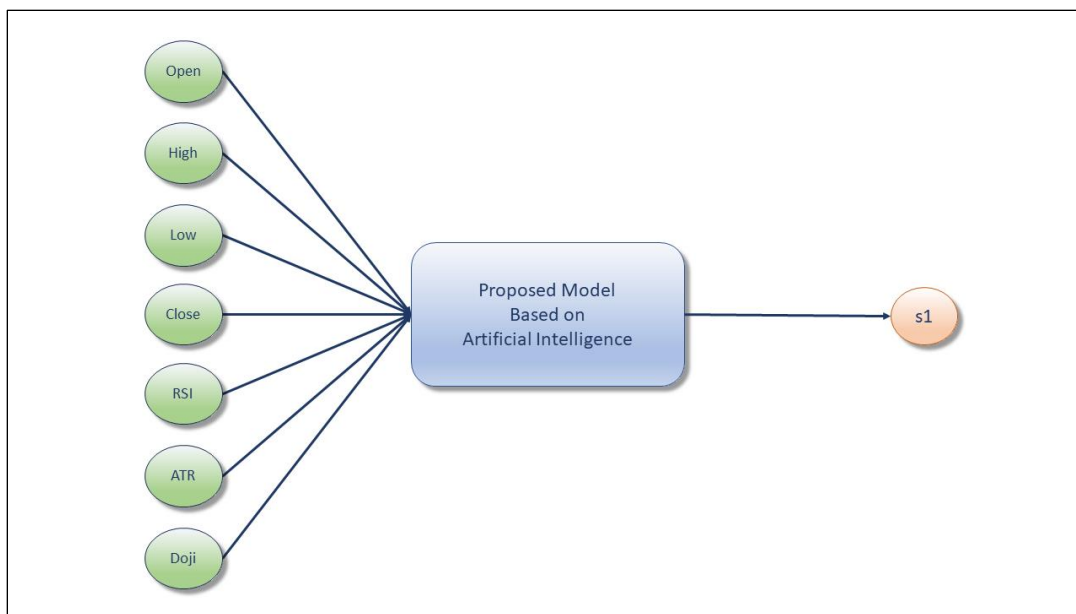 Open
High
Low
Close
RSI
ATR
Doji
Proposed Model
Based on
Artificial Intelligence
s1